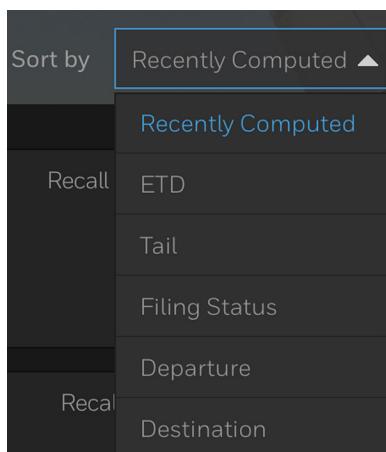 Sort by
Recently Computed
Recently Computed
Recall
ETD
Tail
Filing Status
Departure
Recal
Destination